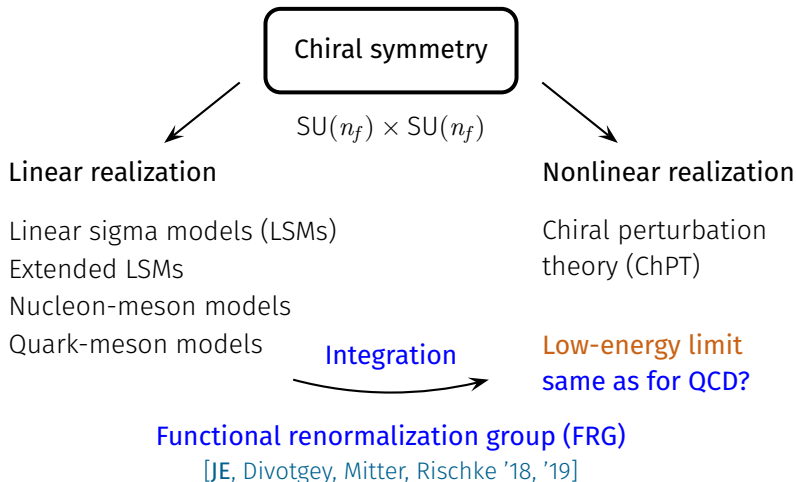 Chiral symmetry
SU(n_f) × SU(n_f)
Linear realization
Linear sigma models (LSMs)
Extended LSMs
Nucleon-meson models
Quark-meson models
Nonlinear realization
Chiral perturbation
theory (ChPT)
Integration
Low-energy limit
same as for QCD?
Functional renormalization group (FRG)
[JE, Divotgey, Mitter, Rischke ’18, ’19]